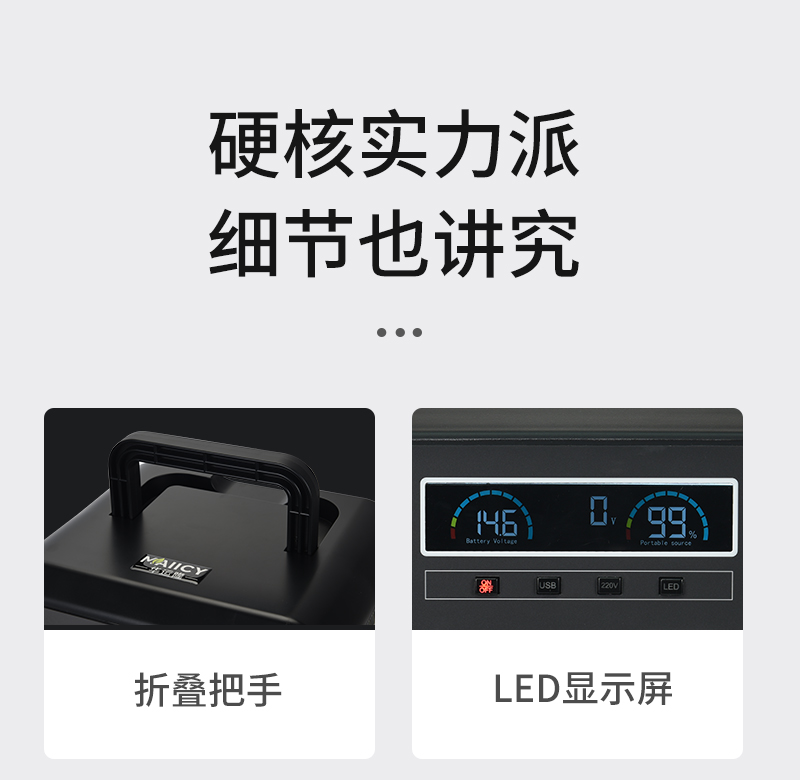 硬核实力派
细节也讲究
MAIICY
14.6
Battery Voltage
0 V
99 %
Portable source
ON
OFF
USB
220V
LED
折叠把手
LED显示屏